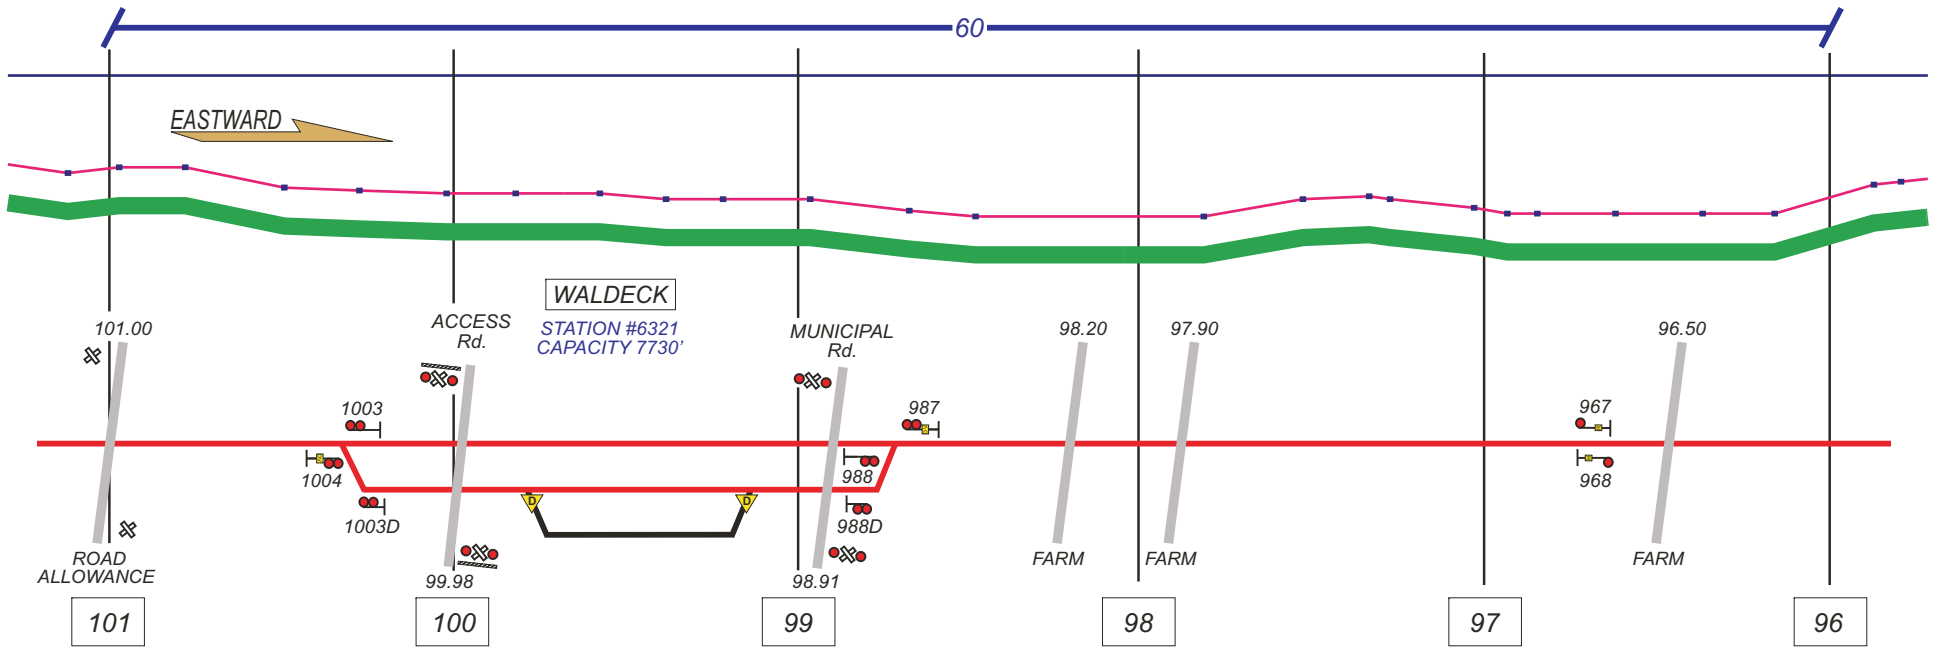 60
EASTWARD
WALDECK
STATION #6321
CAPACITY 7730'
101.00
ACCESS
Rd.
MUNICIPAL
Rd.
98.20
97.90
96.50
1003
987
967
1004
988
968
1003D
D
D
988D
ROAD
ALLOWANCE
99.98
98.91
FARM
FARM
FARM
101
100
99
98
97
96